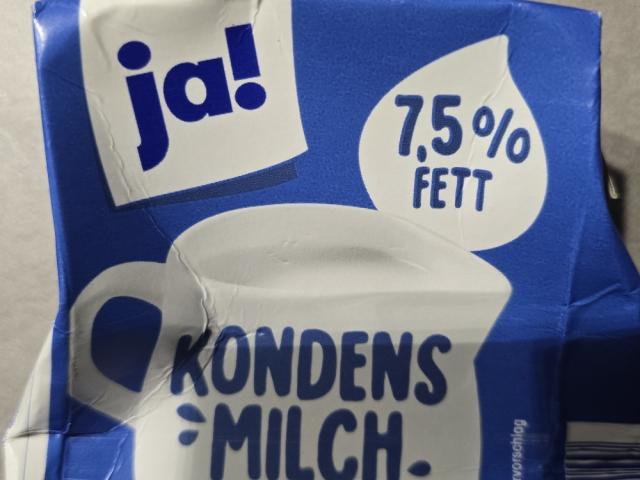 ja!
7,5%
FETT
KONDENS
MILCH